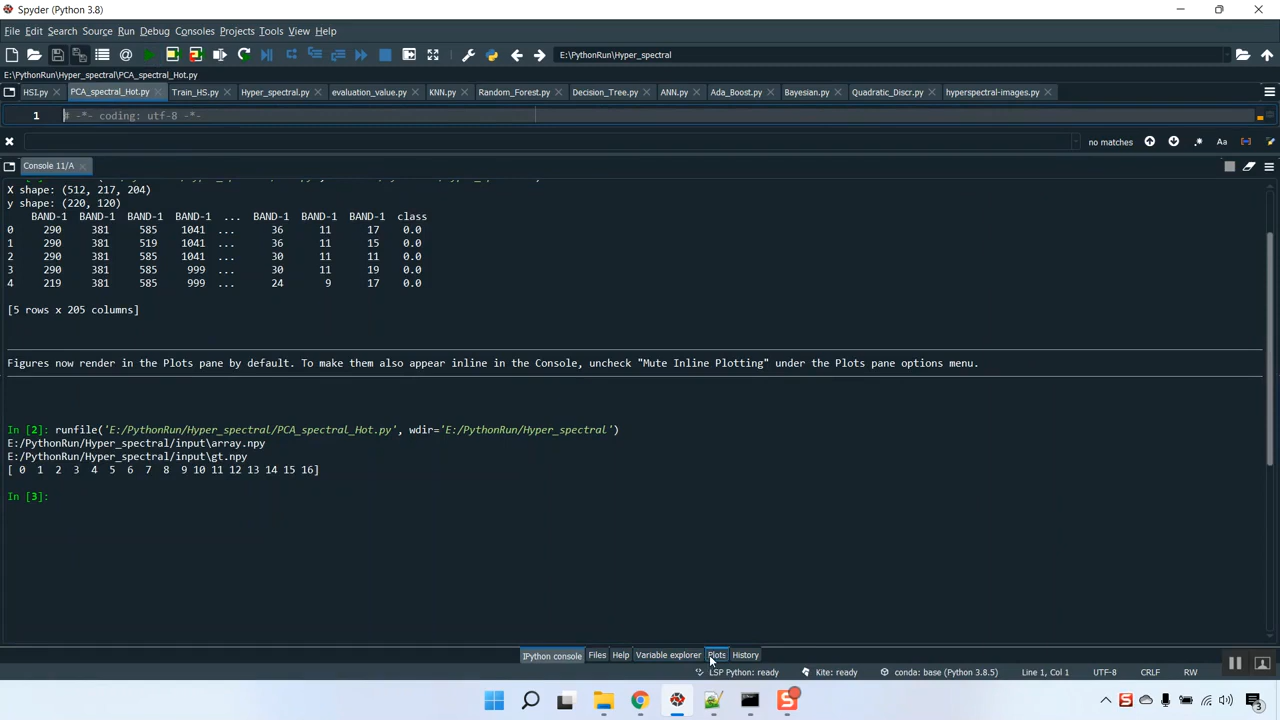 Spyder (Python 3.8)
File Edit Search Source Run Debug Consoles Projects Tools View Help
E:\PythonRun\Hyper_spectral
E:\PythonRun\Hyper_spectral\PCA_spectral_Hot.py
HSI.py PCA_spectral_Hot.py Train_HS.py Hyper_spectral.py evaluation_value.py KNN.py Random_Forest.py Decision_Tree.py ANN.py Ada_Boost.py Bayesian.py Quadratic_Discr.py hyperspectral-images.py
1 # -*- coding: utf-8 -*-
no matches .* Aa
Console 11/A
X shape: (512, 217, 204)
y shape: (220, 120)
BAND-1 BAND-1 BAND-1 BAND-1 ... BAND-1 BAND-1 BAND-1 class
0 290 381 585 1041 ... 36 11 17 0.0
1 290 381 519 1041 ... 36 11 15 0.0
2 290 381 585 1041 ... 30 11 11 0.0
3 290 381 585 999 ... 30 11 19 0.0
4 219 381 585 999 ... 24 9 17 0.0
[5 rows x 205 columns]
Figures now render in the Plots pane by default. To make them also appear inline in the Console, uncheck "Mute Inline Plotting" under the Plots pane options menu.
In [2]: runfile('E:/PythonRun/Hyper_spectral/PCA_spectral_Hot.py', wdir='E:/PythonRun/Hyper_spectral')
E:/PythonRun/Hyper_spectral/input\array.npy
E:/PythonRun/Hyper_spectral/input\gt.npy
[ 0 1 2 3 4 5 6 7 8 9 10 11 12 13 14 15 16]
In [3]:
IPython console Files Help Variable explorer Plots History
LSP Python: ready Kite: ready conda: base (Python 3.8.5) Line 1, Col 1 UTF-8 CRLF RW
3